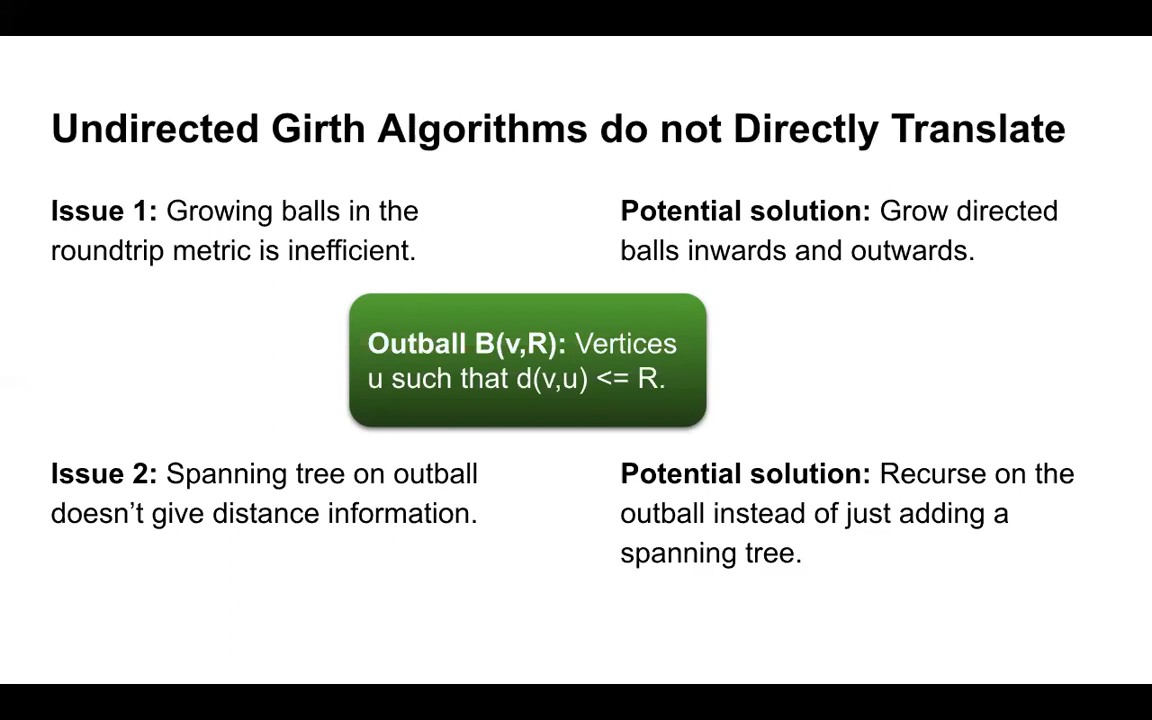 Undirected Girth Algorithms do not Directly Translate
Issue 1: Growing balls in the
roundtrip metric is inefficient.
Potential solution: Grow directed
balls inwards and outwards.
Outball B(v,R): Vertices
u such that d(v,u) <= R.
Issue 2: Spanning tree on outball
doesn’t give distance information.
Potential solution: Recurse on the
outball instead of just adding a
spanning tree.